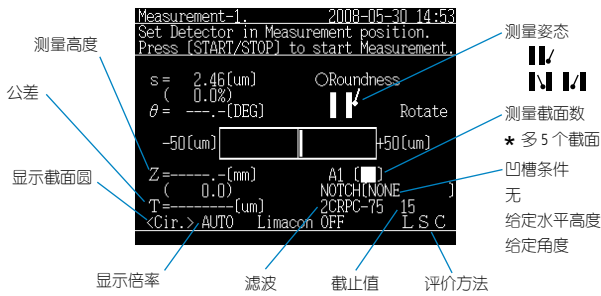 Measurement-1.    2008-05-30 14:53
Set Detector in Measurement position.
Press [START/STOP] to start Measurement.
s= 2.46[um]    ○Roundness
( 0.0%)
θ= ---.-[DEG]    Rotate
-50[um]    +50[um]
Z=-----.-[mm]    A1 [ ]
( 0.0)    NOTCH[NONE ]
T=--------[um]    2CRPC-75 15
<Cir.> AUTO Limacon OFF    LSC
测量高度
公差
显示截面圆
显示倍率
滤波
截止值
评价方法
测量姿态
测量截面数
* 多5个截面
凹槽条件
无
给定水平高度
给定角度